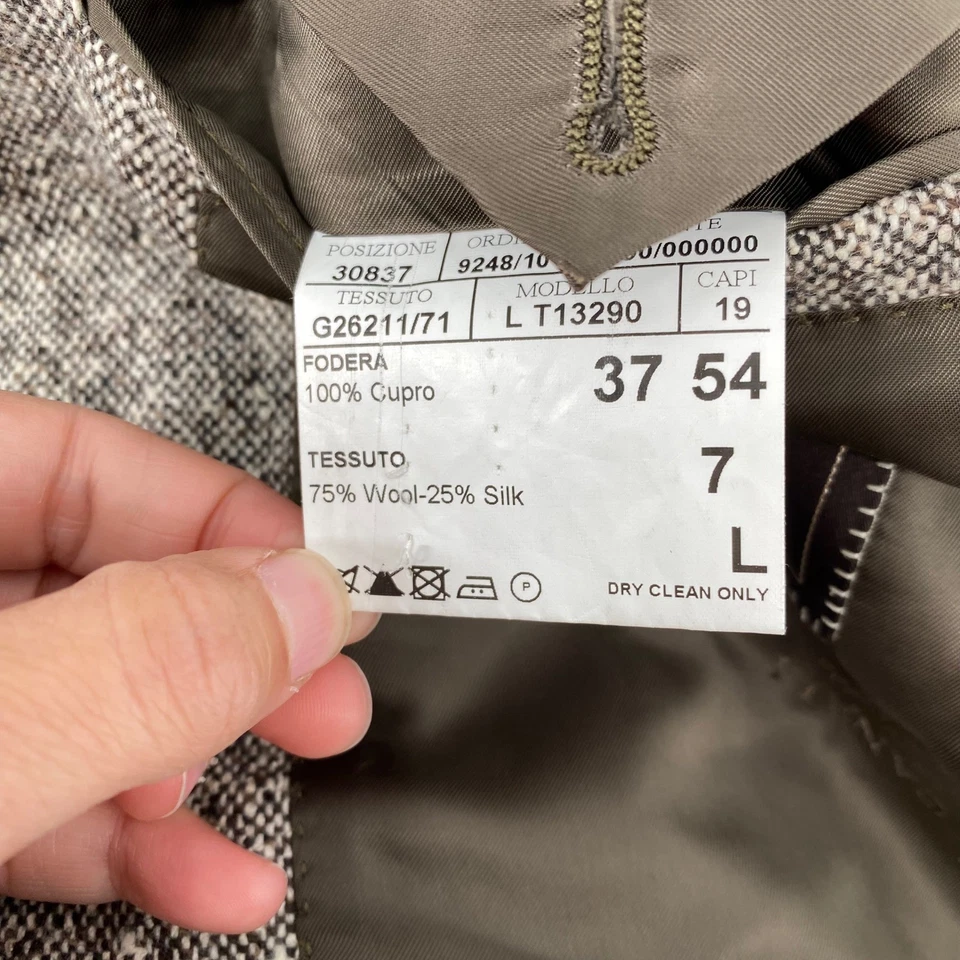 POSIZIONE
30837
9248/10 00/000000
TESSUTO MODELLO CAPI
G26211/71 L T13290 19
FODERA
100% Cupro 37 54
TESSUTO 7
75% Wool-25% Silk
L
P DRY CLEAN ONLY